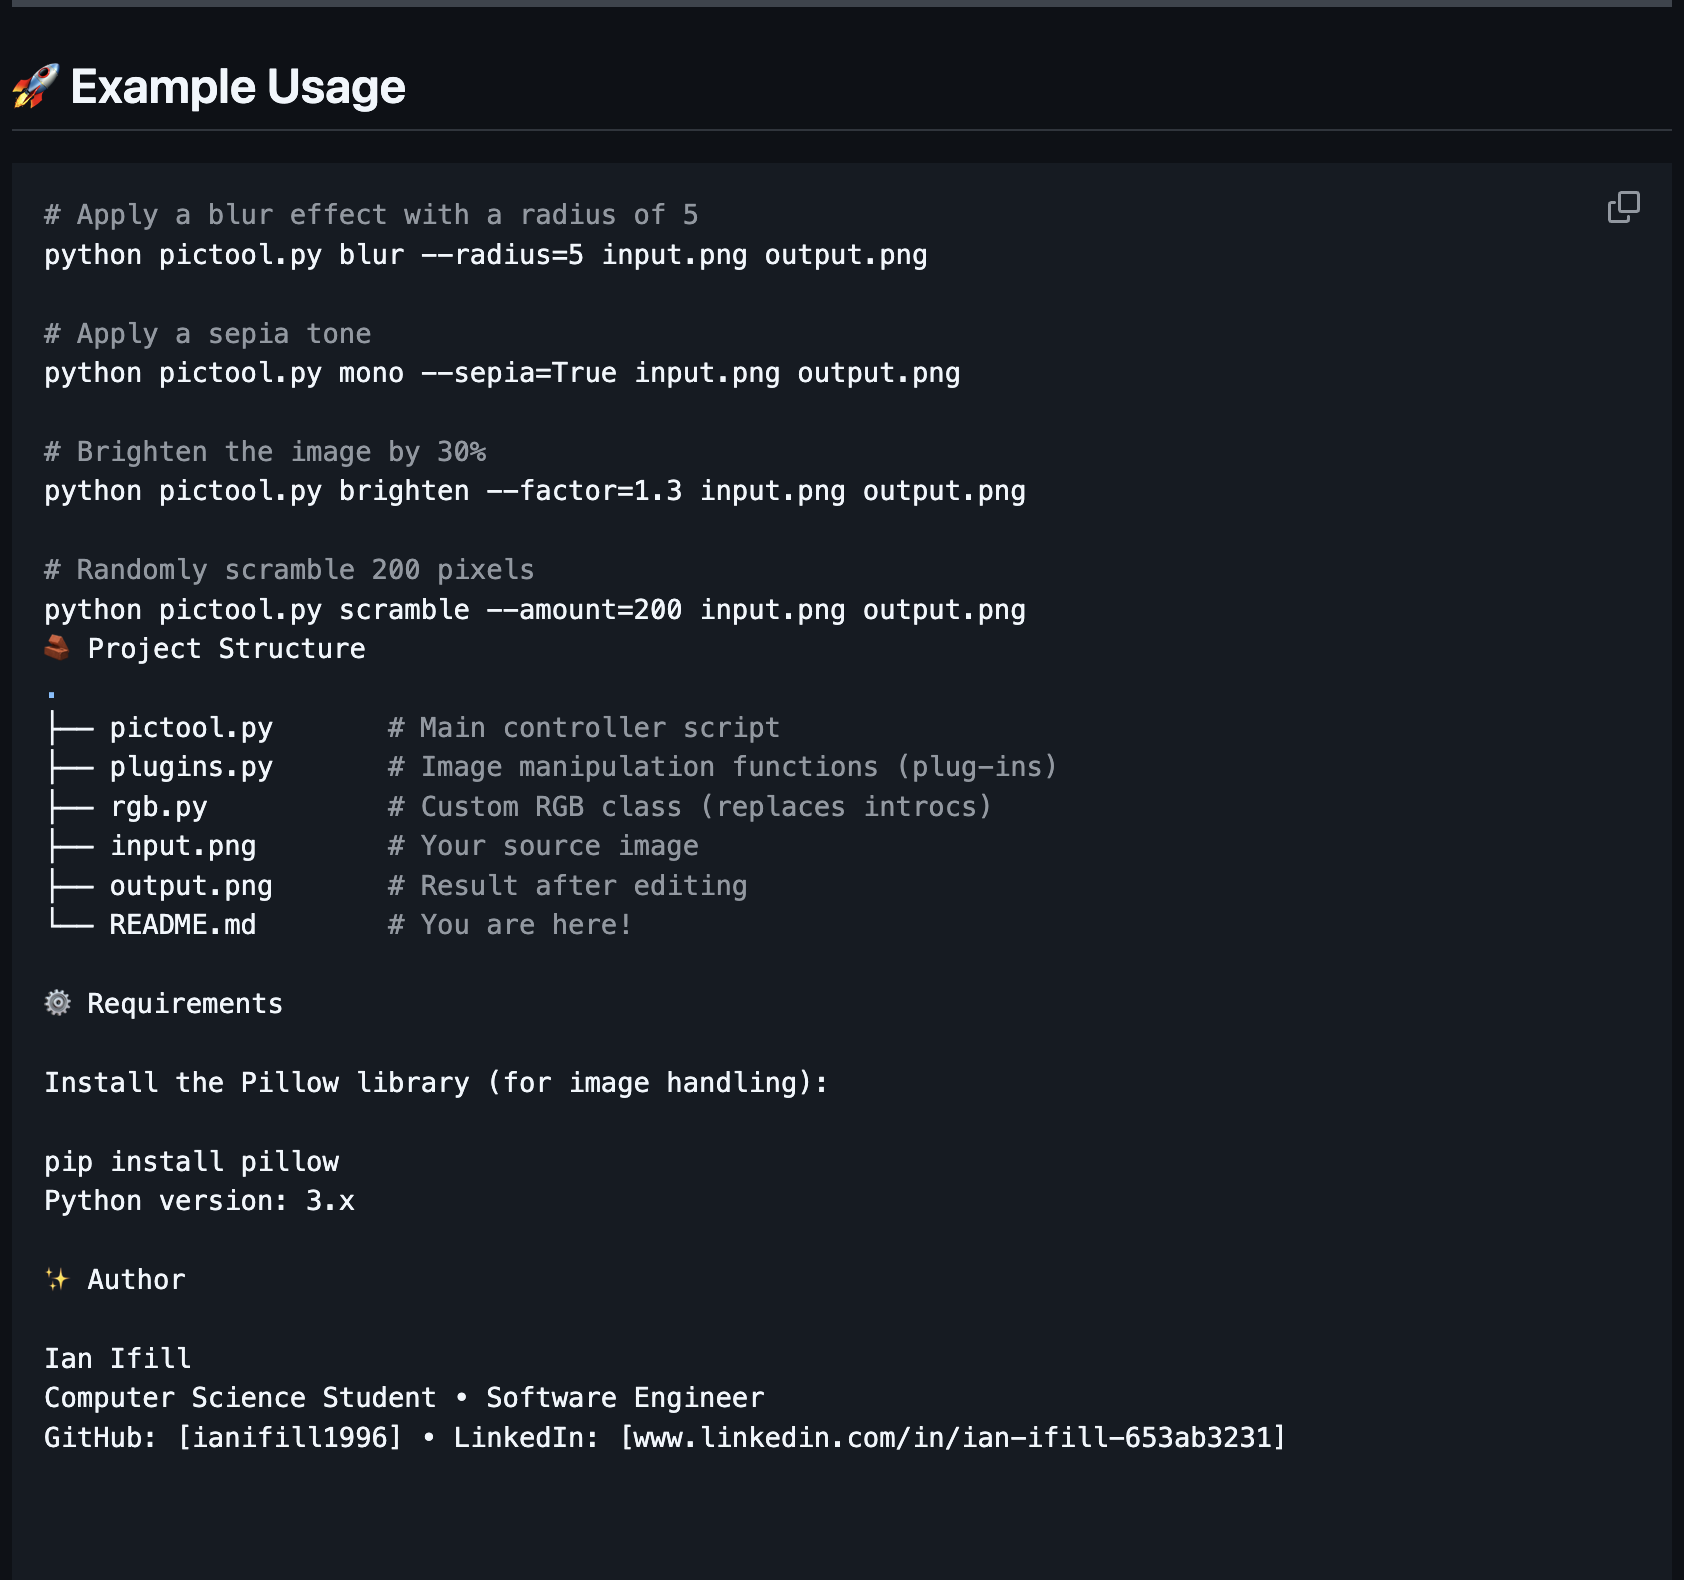 🚀 Example Usage
# Apply a blur effect with a radius of 5
python pictool.py blur --radius=5 input.png output.png
# Apply a sepia tone
python pictool.py mono --sepia=True input.png output.png
# Brighten the image by 30%
python pictool.py brighten --factor=1.3 input.png output.png
# Randomly scramble 200 pixels
python pictool.py scramble --amount=200 input.png output.png
🧱 Project Structure
.
├── pictool.py       # Main controller script
├── plugins.py       # Image manipulation functions (plug-ins)
├── rgb.py           # Custom RGB class (replaces introcs)
├── input.png        # Your source image
├── output.png       # Result after editing
└── README.md        # You are here!
⚙️ Requirements
Install the Pillow library (for image handling):
pip install pillow
Python version: 3.x
✨ Author
Ian Ifill
Computer Science Student • Software Engineer
GitHub: [ianifill1996] • LinkedIn: [www.linkedin.com/in/ian-ifill-653ab3231]